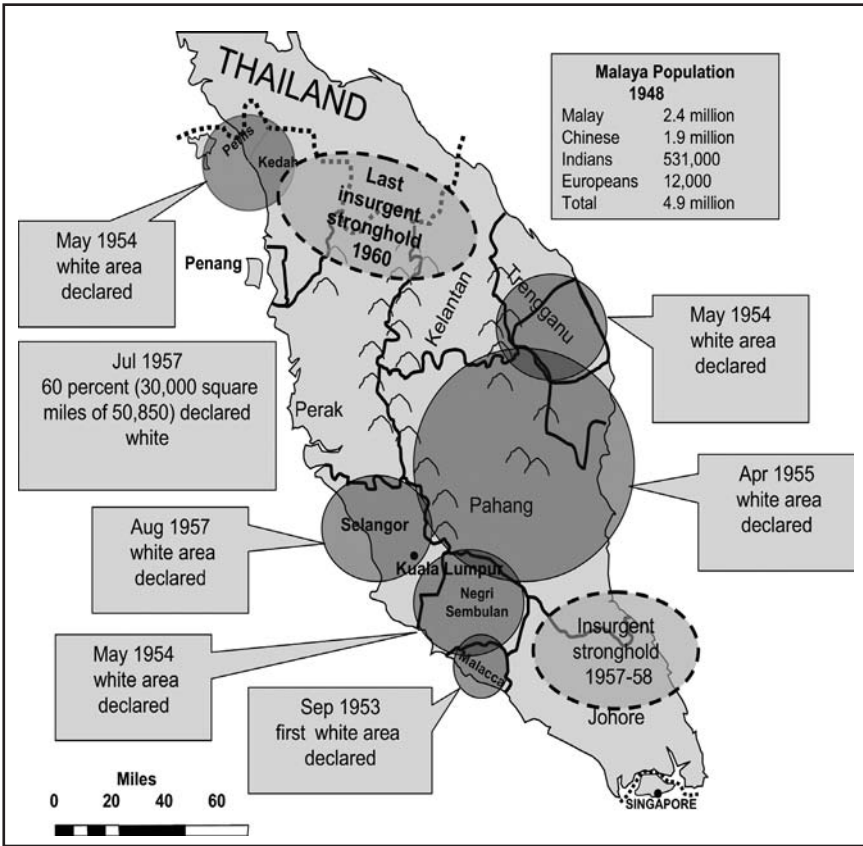 THAILAND
Malaya Population
1948
Malay 2.4 million
Chinese 1.9 million
Indians 531,000
Europeans 12,000
Total 4.9 million
Perlis
Kedah
Last
insurgent
stronghold
1960
May 1954
white area
declared
Penang
Kelantan
Trengganu
May 1954
white area
declared
Jul 1957
60 percent (30,000 square
miles of 50,850) declared
white
Perak
Pahang
Apr 1955
white area
declared
Aug 1957
white area
declared
Selangor
Kuala Lumpur
Negri
Sembulan
May 1954
white area
declared
Malacca
Insurgent
stronghold
1957-58
Johore
Sep 1953
first white area
declared
Miles
0 20 40 60
SINGAPORE